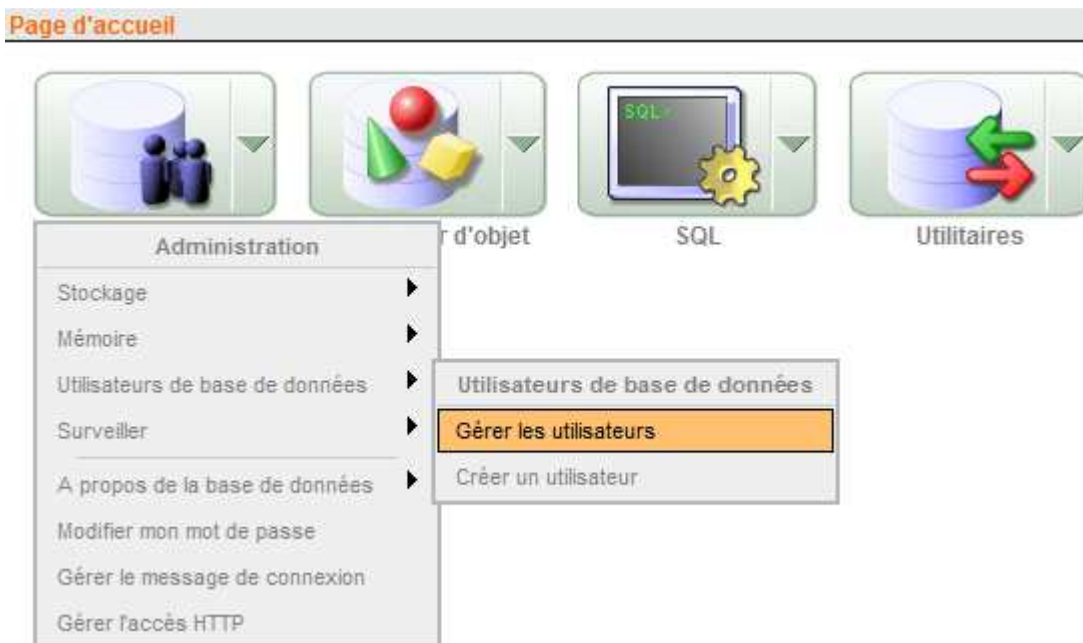 Page d'accueil
SQL>
r d'objet
SQL
Utilitaires
Administration
Stockage
Mémoire
Utilisateurs de base de données
Surveiller
A propos de la base de données
Modifier mon mot de passe
Gérer le message de connexion
Gérer l'accès HTTP
Utilisateurs de base de données
Gérer les utilisateurs
Créer un utilisateur